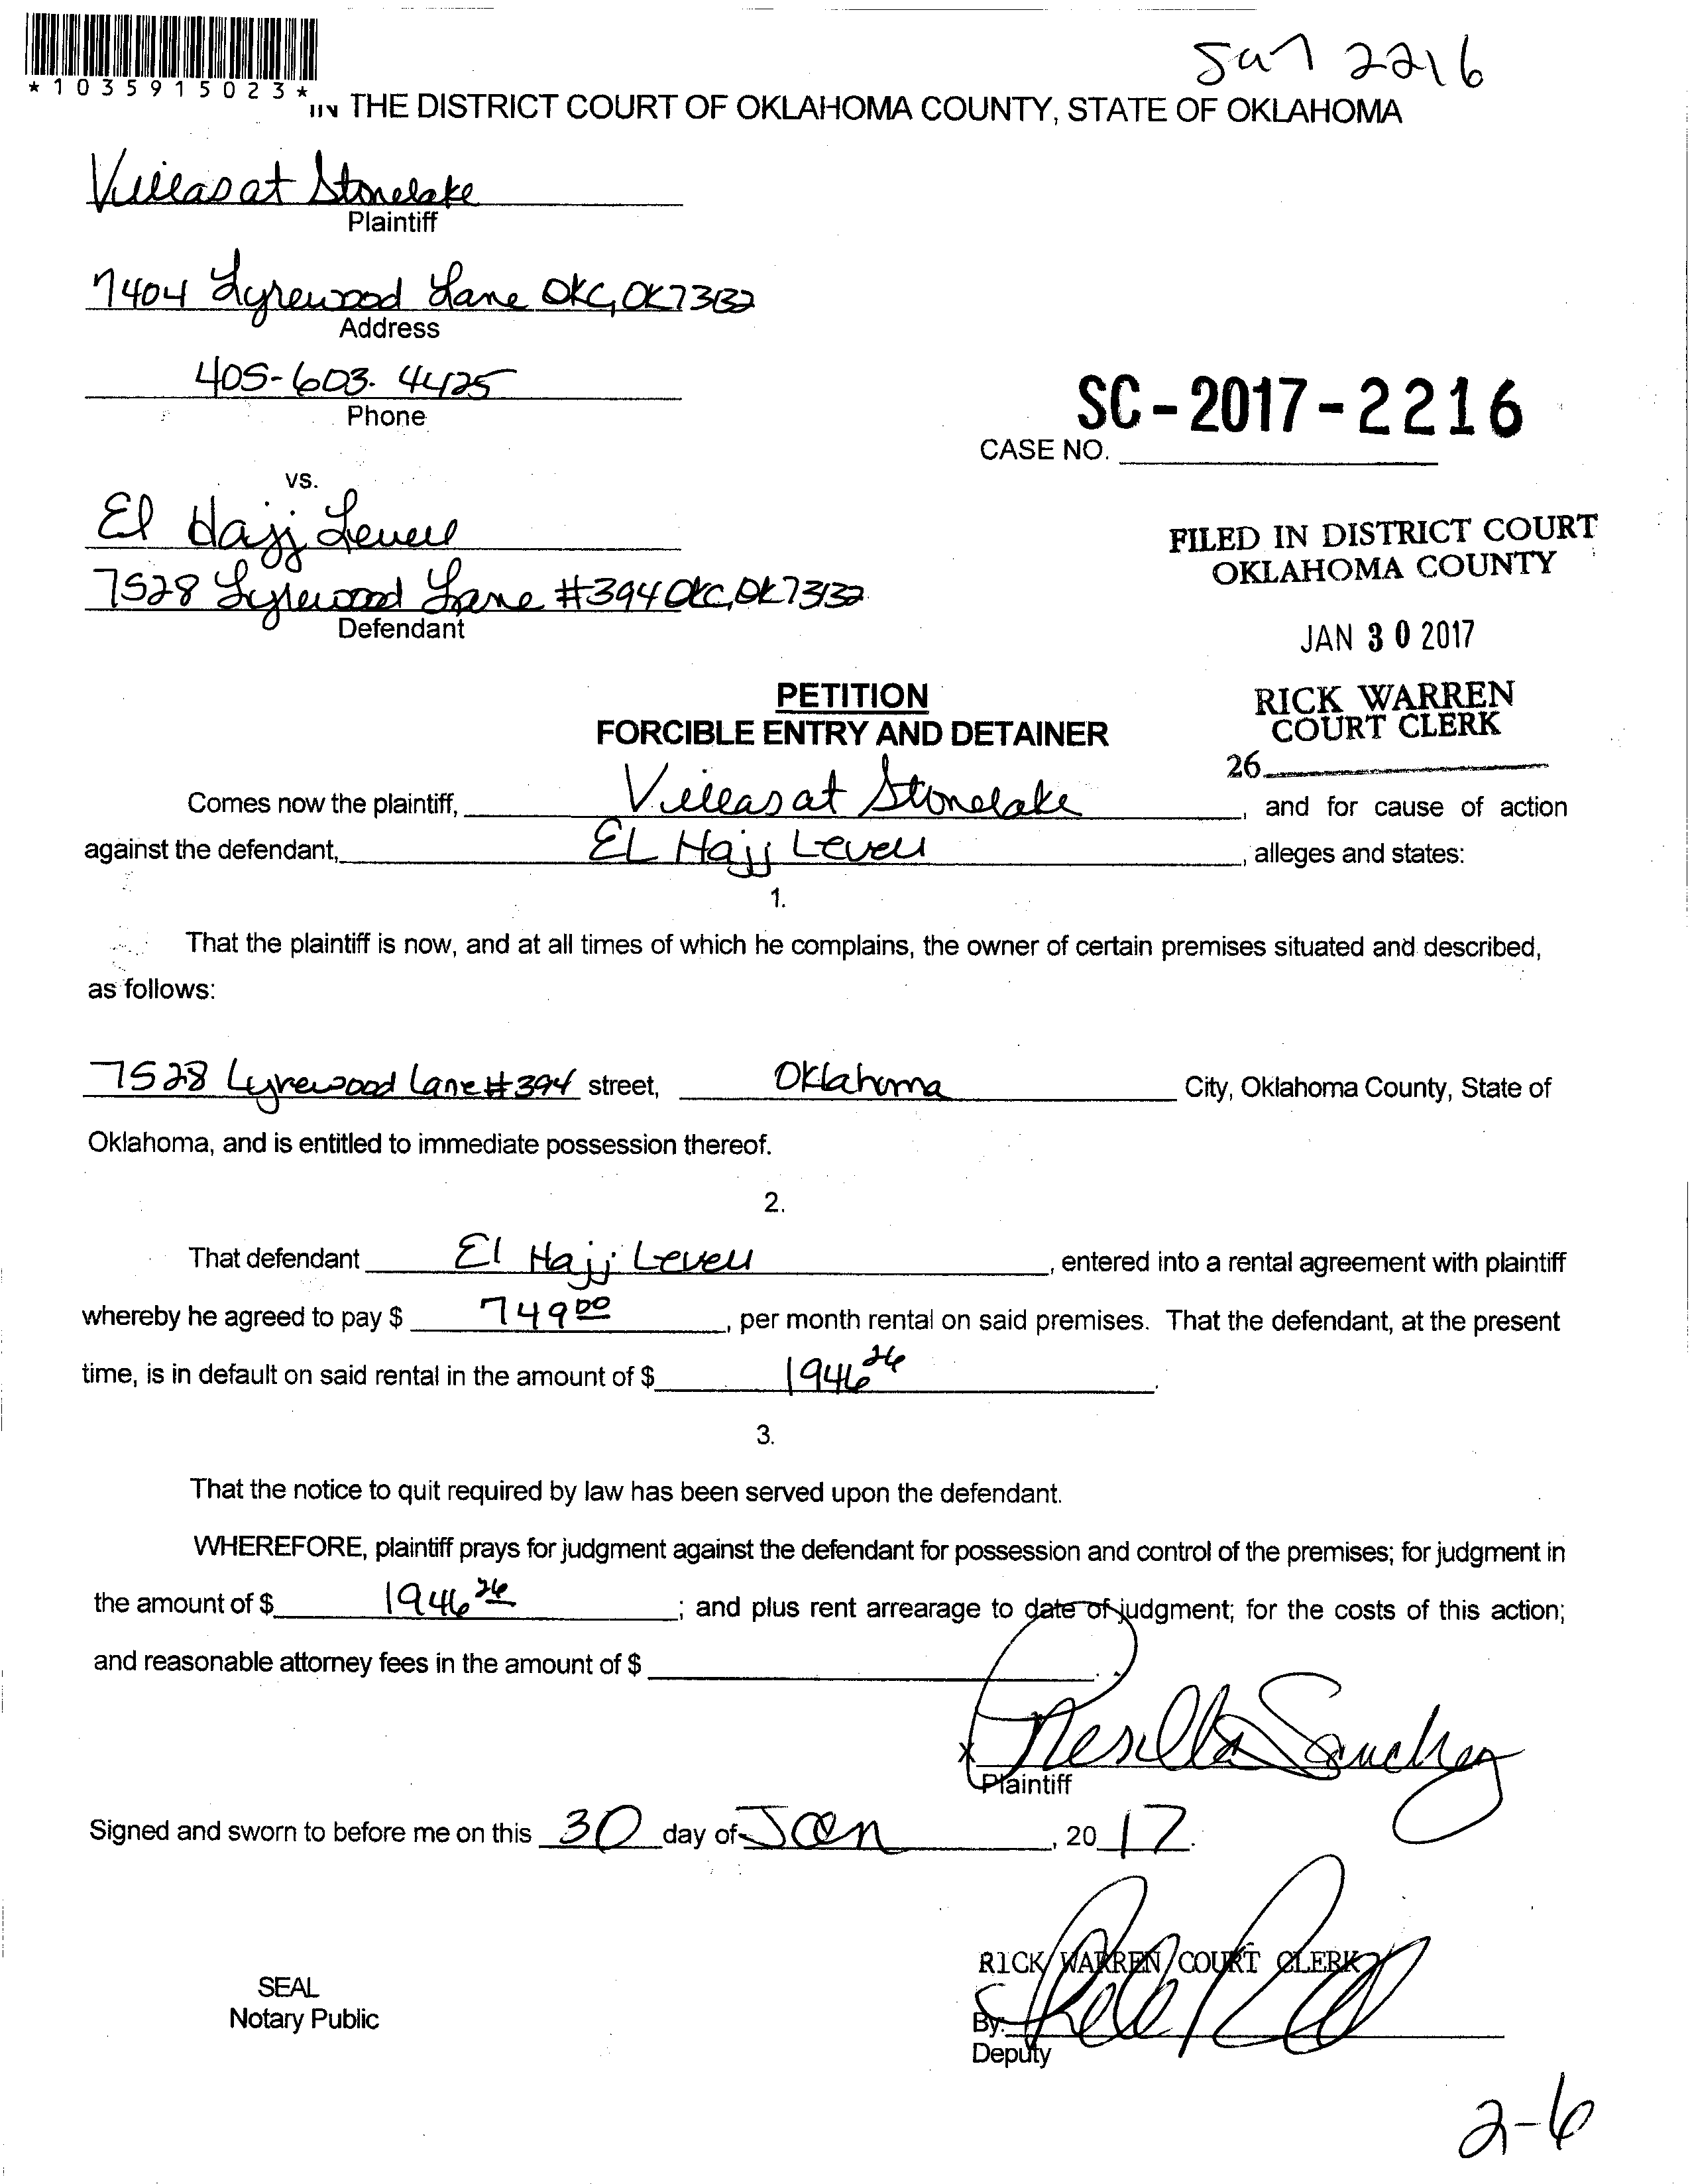 Jan 2216
*1035915023*
IN THE DISTRICT COURT OF OKLAHOMA COUNTY, STATE OF OKLAHOMA
Villas at Stonelake
Plaintiff
7404 Lyrewood Lane OKC, OK 73132
Address
405-603-4425
Phone
SC-2017-2216
CASE NO.
vs.
El Hajj Levell
7528 Lyrewood Lane #394 OKC, OK 73132
Defendant
FILED IN DISTRICT COURT
OKLAHOMA COUNTY
JAN 30 2017
RICK WARREN
COURT CLERK
26
PETITION
FORCIBLE ENTRY AND DETAINER
Comes now the plaintiff, Villas at Stonelake, and for cause of action
against the defendant, EL Hajj Levell, alleges and states:
1.
That the plaintiff is now, and at all times of which he complains, the owner of certain premises situated and described,
as follows:
7528 Lyrewood Lane #394 street, Oklahoma City, Oklahoma County, State of
Oklahoma, and is entitled to immediate possession thereof.
2.
That defendant El Hajj Levell, entered into a rental agreement with plaintiff
whereby he agreed to pay $ 749 00, per month rental on said premises. That the defendant, at the present
time, is in default on said rental in the amount of $ 1946 26.
3.
That the notice to quit required by law has been served upon the defendant.
WHEREFORE, plaintiff prays for judgment against the defendant for possession and control of the premises; for judgment in
the amount of $ 1946 26; and plus rent arrearage to date of judgment; for the costs of this action;
and reasonable attorney fees in the amount of $
x Presilla Sanchez
Plaintiff
Signed and sworn to before me on this 30 day of Jan, 20 17.
RICK WARREN COURT CLERK
SEAL
Notary Public
By:
Deputy
2-6